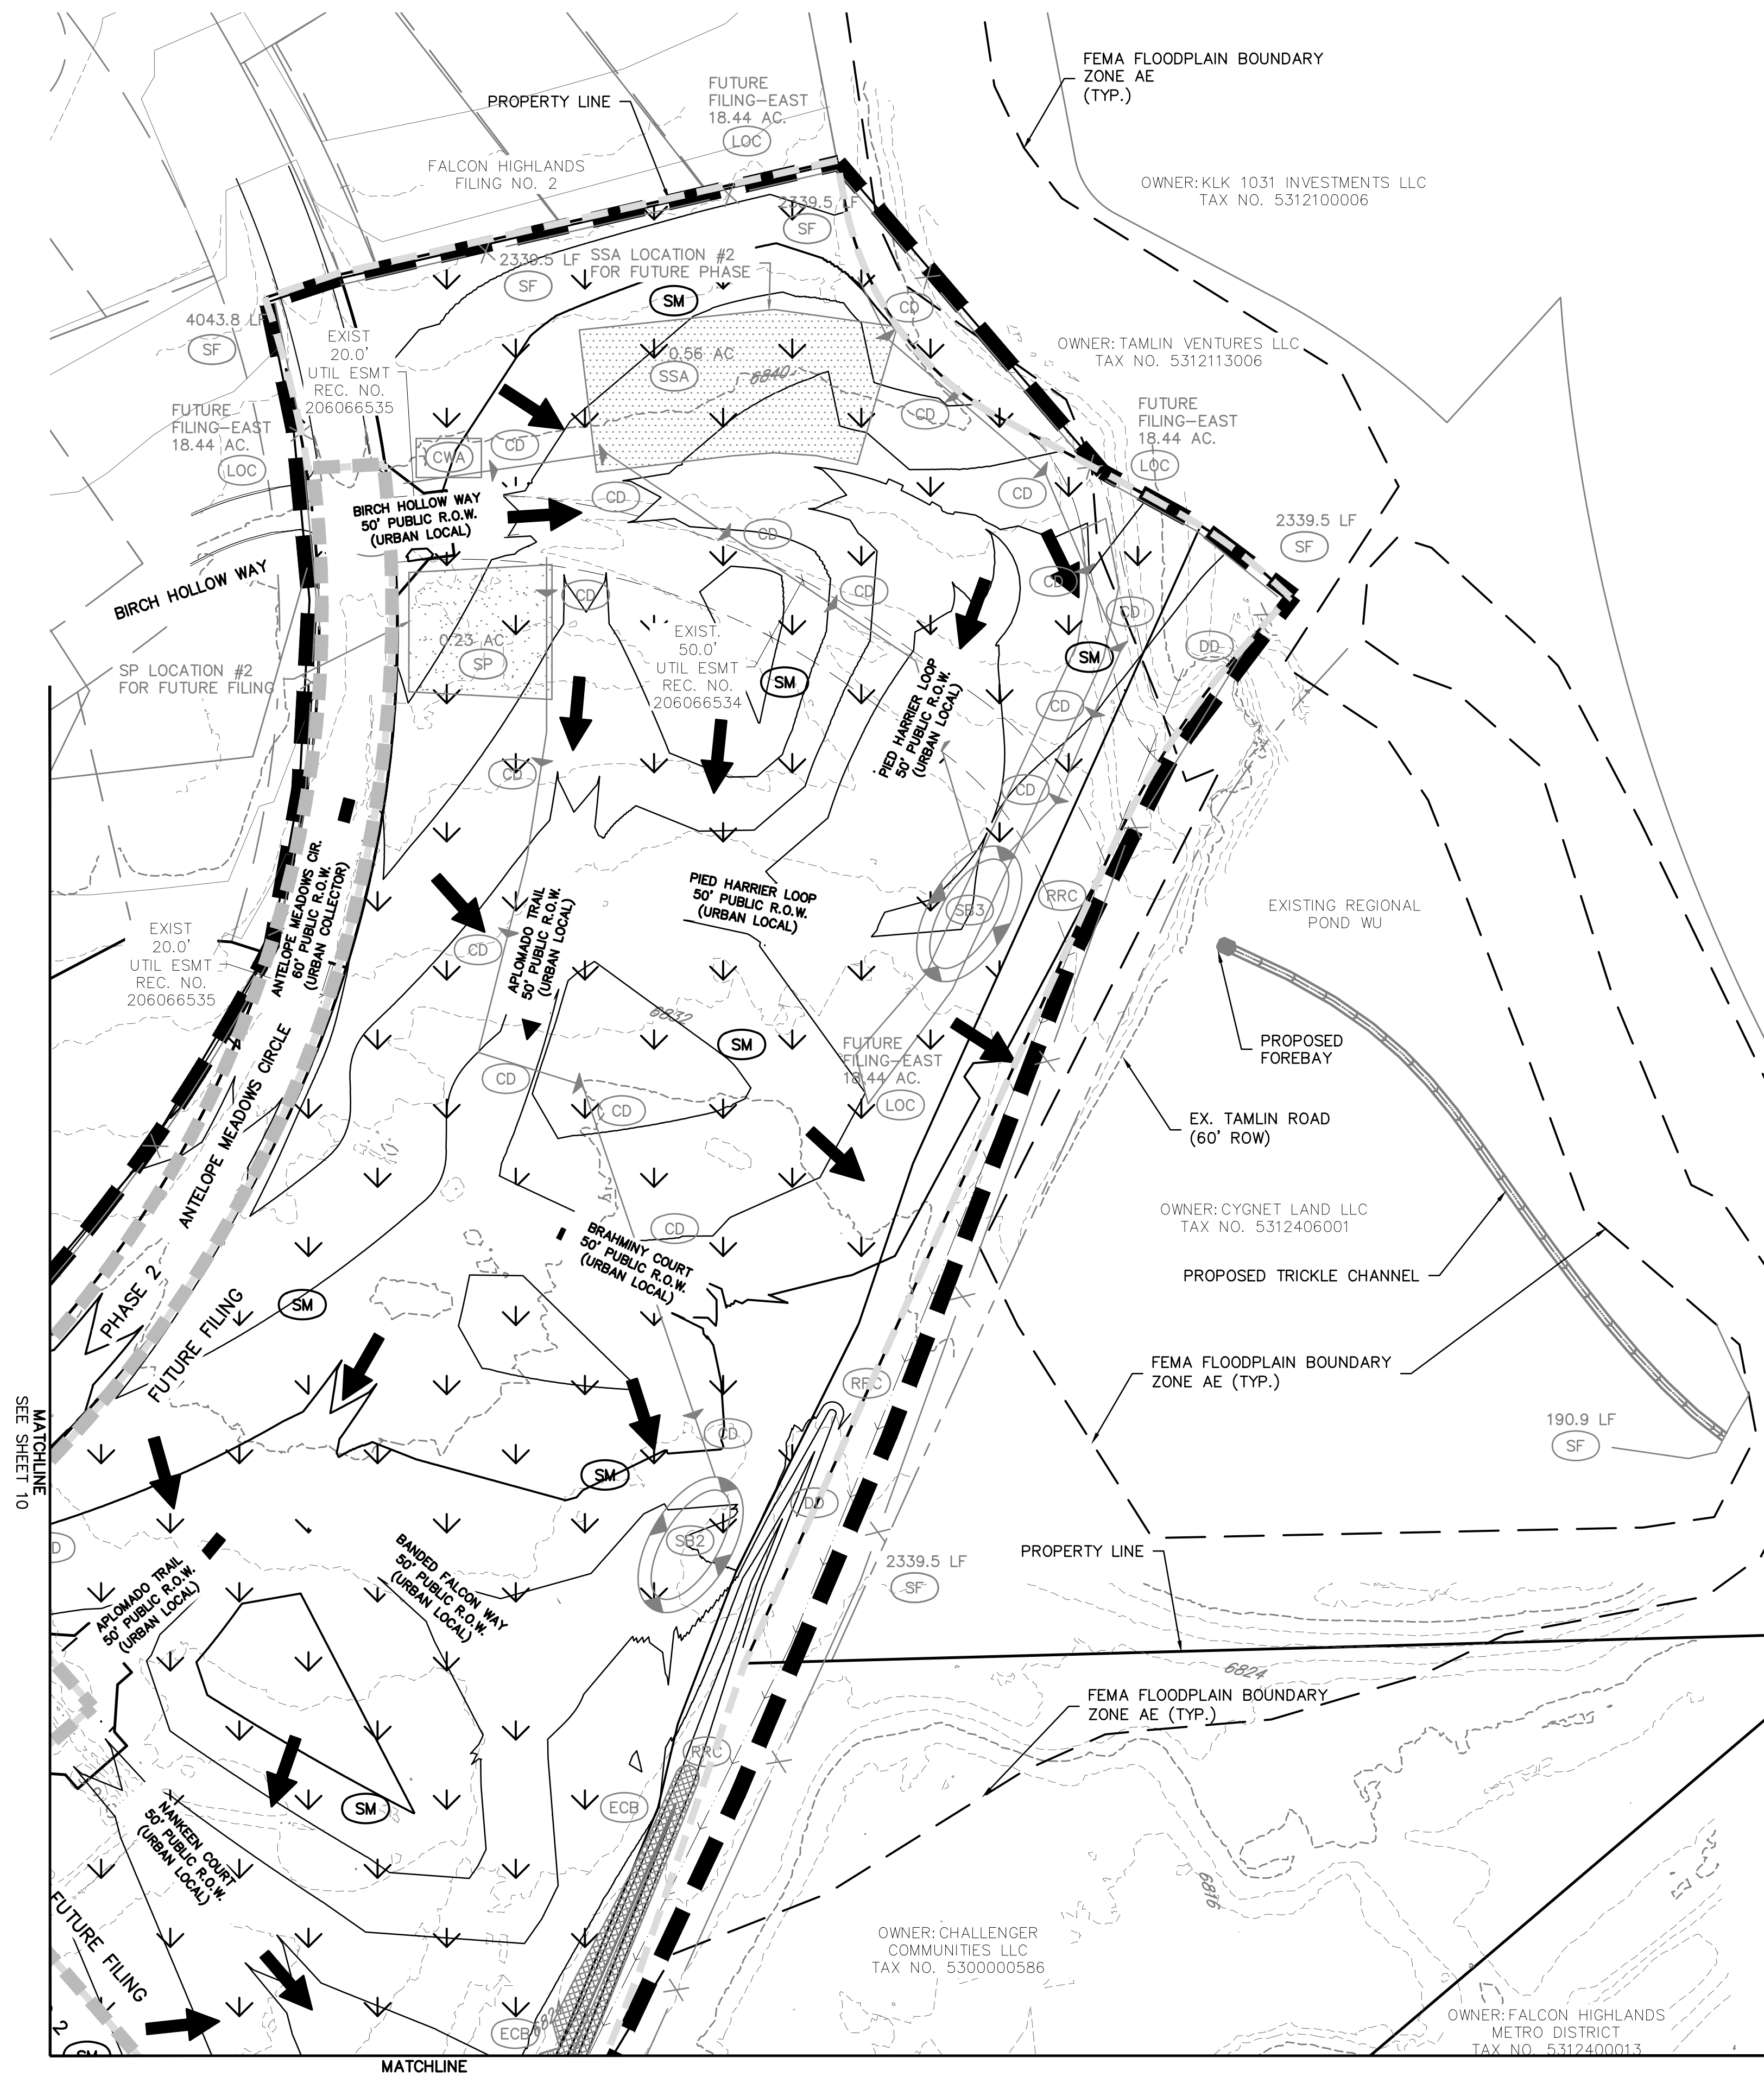 FEMA FLOODPLAIN BOUNDARY
ZONE AE
(TYP.)
PROPERTY LINE
FUTURE
FILING-EAST
18.44 AC.
LOC
FALCON HIGHLANDS
FILING NO. 2
OWNER: KLK 1031 INVESTMENTS LLC
TAX NO. 5312100006
2339.5 LF
SF
2339.5 LF
SF
SSA LOCATION #2
FOR FUTURE PHASE
SM
CD
4043.8 LF
SF
EXIST
20.0'
UTIL ESMT
REC. NO.
206066535
OWNER: TAMLIN VENTURES LLC
TAX NO. 5312113006
0.56 AC
SSA
6840
CD
FUTURE
FILING-EAST
18.44 AC.
LOC
FUTURE
FILING-EAST
18.44 AC.
LOC
CWA
CD
CD
CD
BIRCH HOLLOW WAY
50' PUBLIC R.O.W.
(URBAN LOCAL)
CD
2339.5 LF
SF
BIRCH HOLLOW WAY
CD
CD
CD
CD
0.23 AC
SP
EXIST.
50.0'
UTIL ESMT
REC. NO.
206066534
SM
SM
DD
SP LOCATION #2
FOR FUTURE FILING
PIED HARRIER LOOP
50' PUBLIC R.O.W.
(URBAN LOCAL)
CD
CD
CD
ANTELOPE MEADOWS CIR.
60' PUBLIC R.O.W.
(URBAN COLLECTOR)
PIED HARRIER LOOP
50' PUBLIC R.O.W.
(URBAN LOCAL)
APLOMADO TRAIL
50' PUBLIC R.O.W.
(URBAN LOCAL)
SB3
RRC
EXISTING REGIONAL
POND WU
EXIST
20.0'
UTIL ESMT
REC. NO.
206066535
CD
6832
SM
FUTURE
FILING-EAST
18.44 AC.
LOC
PROPOSED
FOREBAY
CD
CD
EX. TAMLIN ROAD
(60' ROW)
ANTELOPE MEADOWS CIRCLE
OWNER: CYGNET LAND LLC
TAX NO. 5312406001
CD
BRAHMINY COURT
50' PUBLIC R.O.W.
(URBAN LOCAL)
PROPOSED TRICKLE CHANNEL
PHASE 2
FUTURE FILING
SM
FEMA FLOODPLAIN BOUNDARY
ZONE AE (TYP.)
RRC
MATCHLINE
SEE SHEET 10
CD
190.9 LF
SF
SM
DD
D
SB2
BANDED FALCON WAY
50' PUBLIC R.O.W.
(URBAN LOCAL)
APLOMADO TRAIL
50' PUBLIC R.O.W.
(URBAN LOCAL)
PROPERTY LINE
2339.5 LF
SF
6824
FEMA FLOODPLAIN BOUNDARY
ZONE AE (TYP.)
RRC
SM
ECB
NANKEEN COURT
50' PUBLIC R.O.W.
(URBAN LOCAL)
6816
FUTURE FILING
OWNER: CHALLENGER
COMMUNITIES LLC
TAX NO. 5300000586
2
SM
ECB
6824
OWNER: FALCON HIGHLANDS
METRO DISTRICT
TAX NO. 5312400013
MATCHLINE